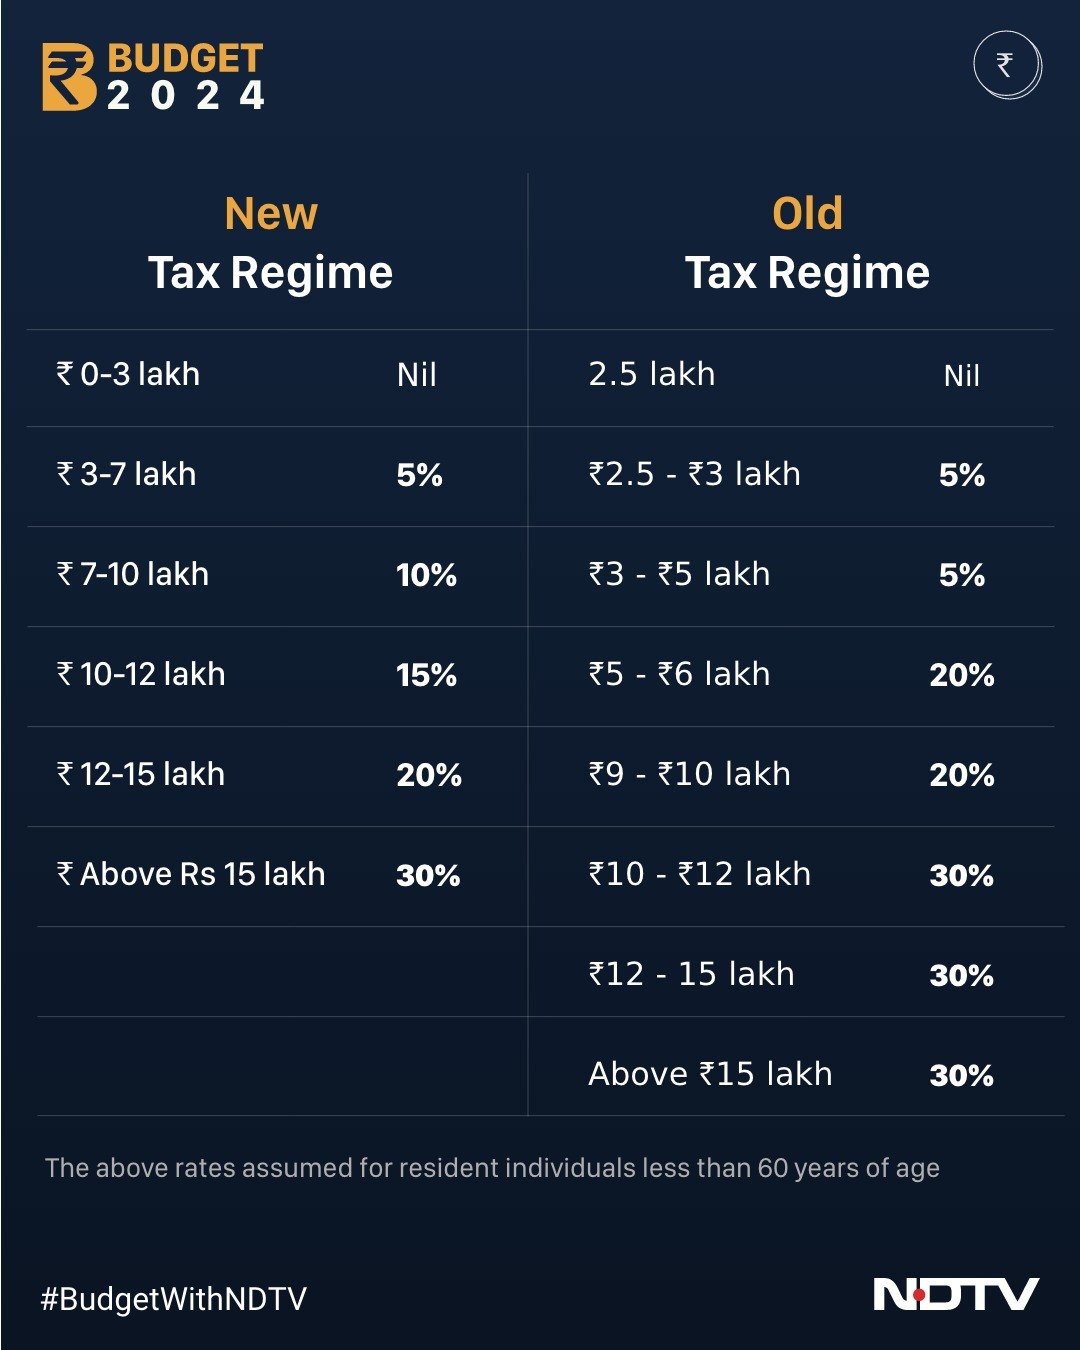 BUDGET
2024
₹
New
Tax Regime
Old
Tax Regime
₹ 0-3 lakh Nil 2.5 lakh Nil
₹ 3-7 lakh 5% ₹2.5 - ₹3 lakh 5%
₹ 7-10 lakh 10% ₹3 - ₹5 lakh 5%
₹ 10-12 lakh 15% ₹5 - ₹6 lakh 20%
₹ 12-15 lakh 20% ₹9 - ₹10 lakh 20%
₹ Above Rs 15 lakh 30% ₹10 - ₹12 lakh 30%
₹12 - 15 lakh 30%
Above ₹15 lakh 30%
The above rates assumed for resident individuals less than 60 years of age
#BudgetWithNDTV
NDTV